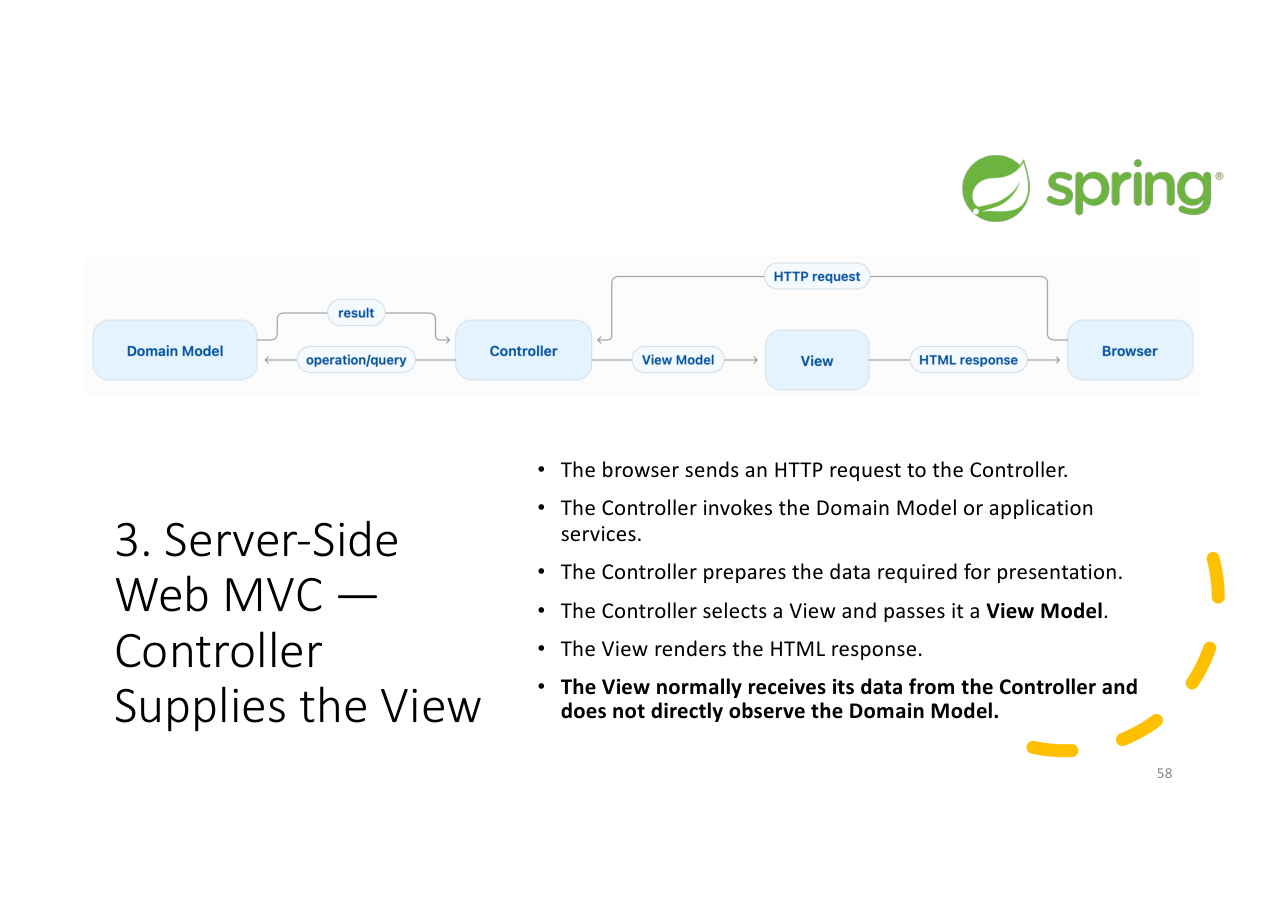 spring®
HTTP request
result
Domain Model
Controller
Browser
operation/query
View Model
View
HTML response
3. Server-Side
Web MVC —
Controller
Supplies the View
• The browser sends an HTTP request to the Controller.
• The Controller invokes the Domain Model or application
services.
• The Controller prepares the data required for presentation.
• The Controller selects a View and passes it a View Model.
• The View renders the HTML response.
• The View normally receives its data from the Controller and
does not directly observe the Domain Model.
58